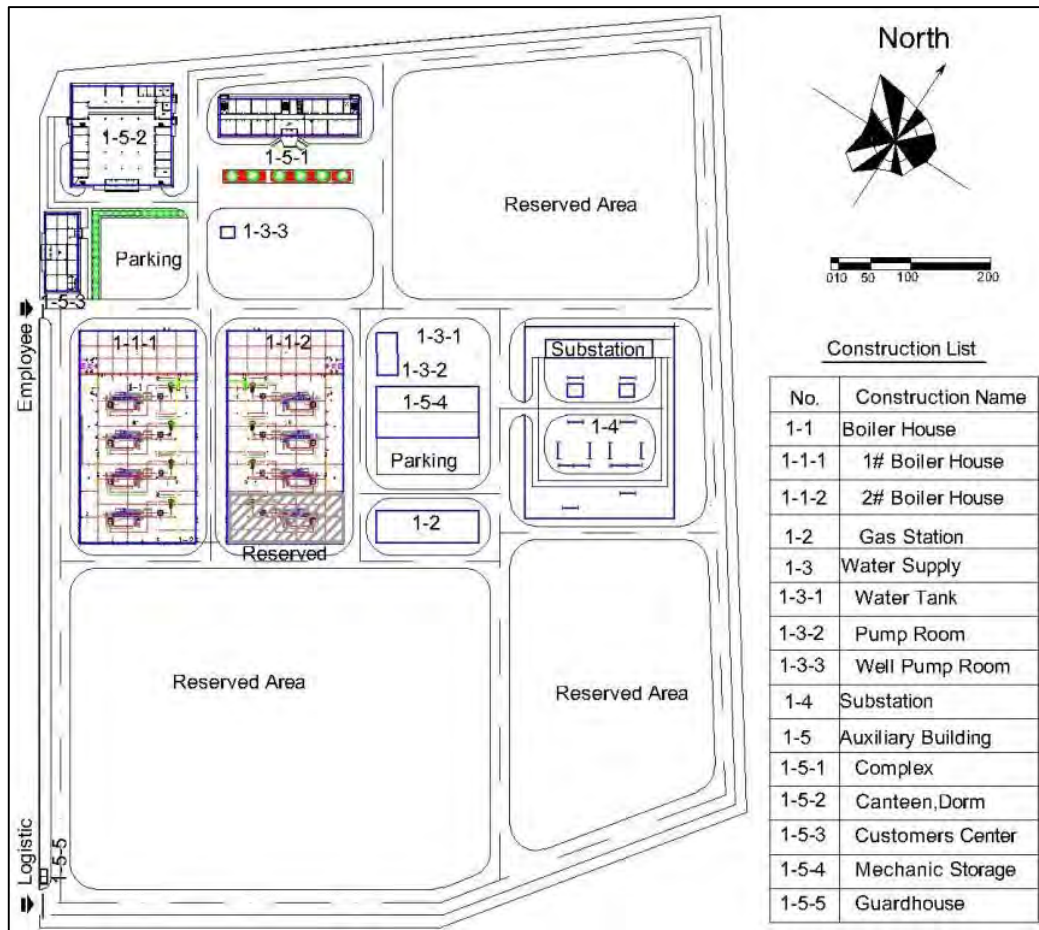 North
1-5-2
1-5-1
Reserved Area
1-3-3
Parking
010 50 100 200
1-5-3
Employee
1-1-1
1-1-2
1-3-1
1-3-2
1-5-4
Parking
Substation
1-4
1-2
Reserved
Reserved Area
Reserved Area
Logistic
1-5-5
Construction List
No. Construction Name
1-1 Boiler House
1-1-1 1# Boiler House
1-1-2 2# Boiler House
1-2 Gas Station
1-3 Water Supply
1-3-1 Water Tank
1-3-2 Pump Room
1-3-3 Well Pump Room
1-4 Substation
1-5 Auxiliary Building
1-5-1 Complex
1-5-2 Canteen,Dorm
1-5-3 Customers Center
1-5-4 Mechanic Storage
1-5-5 Guardhouse